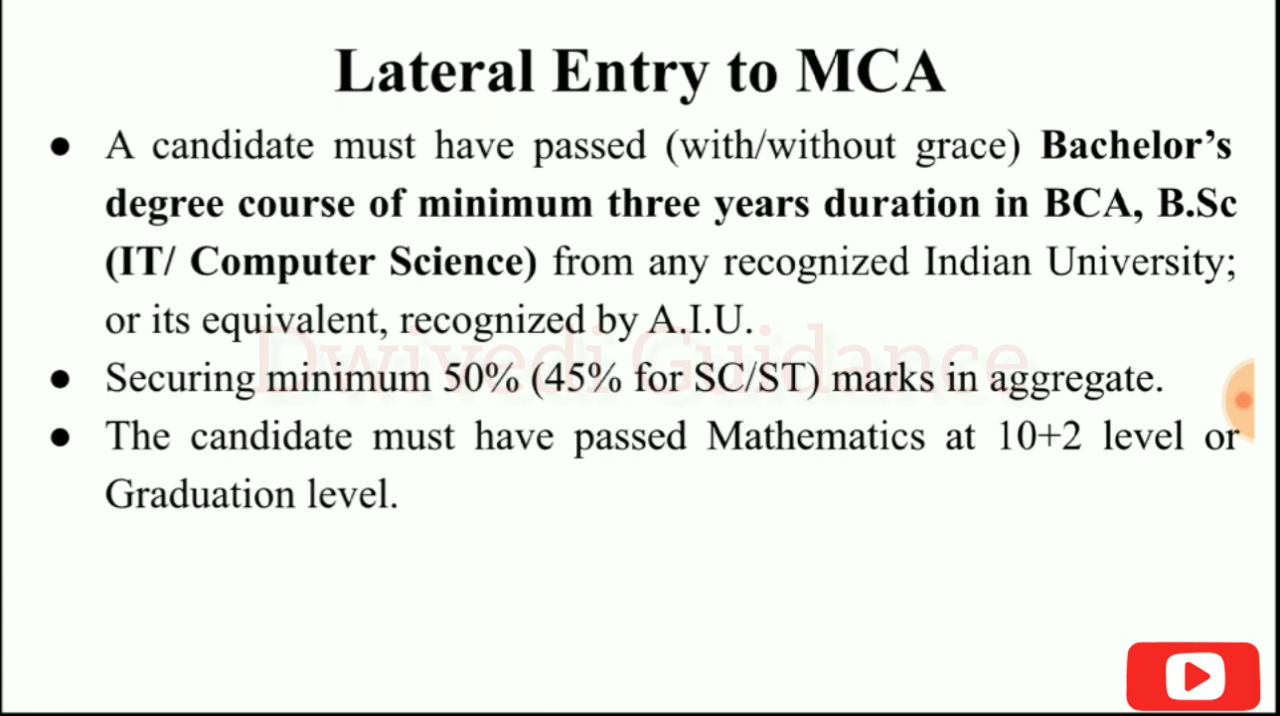 Lateral Entry to MCA
● A candidate must have passed (with/without grace) Bachelor’s
degree course of minimum three years duration in BCA, B.Sc
(IT/ Computer Science) from any recognized Indian University;
or its equivalent, recognized by A.I.U.
Dwivedi Guidance
● Securing minimum 50% (45% for SC/ST) marks in aggregate.
● The candidate must have passed Mathematics at 10+2 level or
Graduation level.